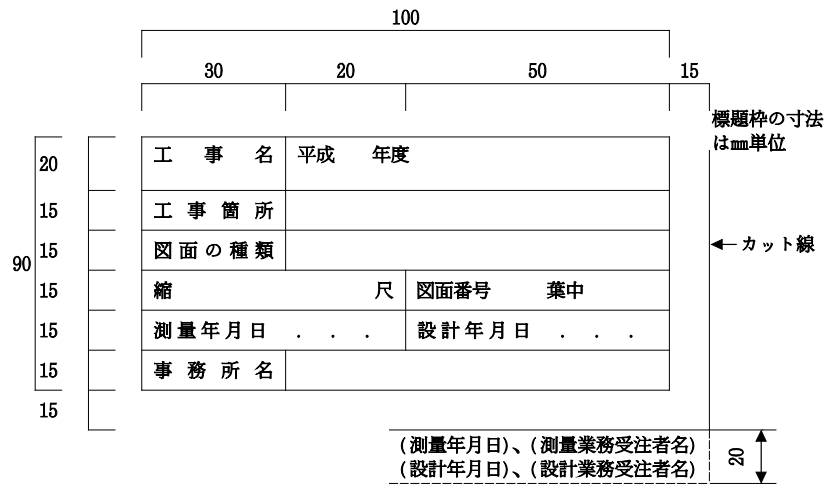 100
30 20 50 15
標題枠の寸法
は㎜単位
20 工事名 平成 年度
15 工事箇所
15 図面の種類
カット線
90
15 縮 尺 図面番号 葉中
15 測量年月日 . . . 設計年月日 . . .
15 事務所名
15
(測量年月日)、(測量業務受注者名)
(設計年月日)、(設計業務受注者名)
20